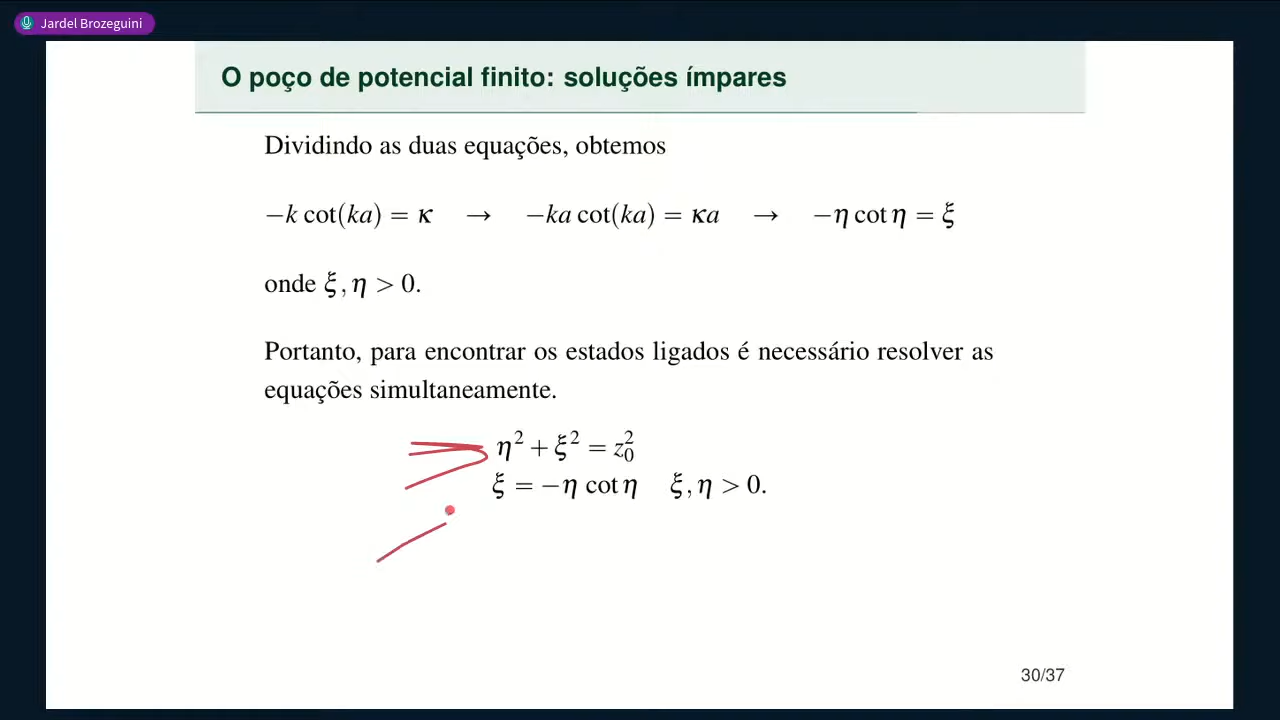 Jardel Brozeguini
O poço de potencial finito: soluções ímpares
Dividindo as duas equações, obtemos
−k cot(ka) = κ → −ka cot(ka) = κa → −η cot η = ξ
onde ξ, η > 0.
Portanto, para encontrar os estados ligados é necessário resolver as
equações simultaneamente.
η² + ξ² = z₀²
ξ = −η cot η ξ, η > 0.
30/37